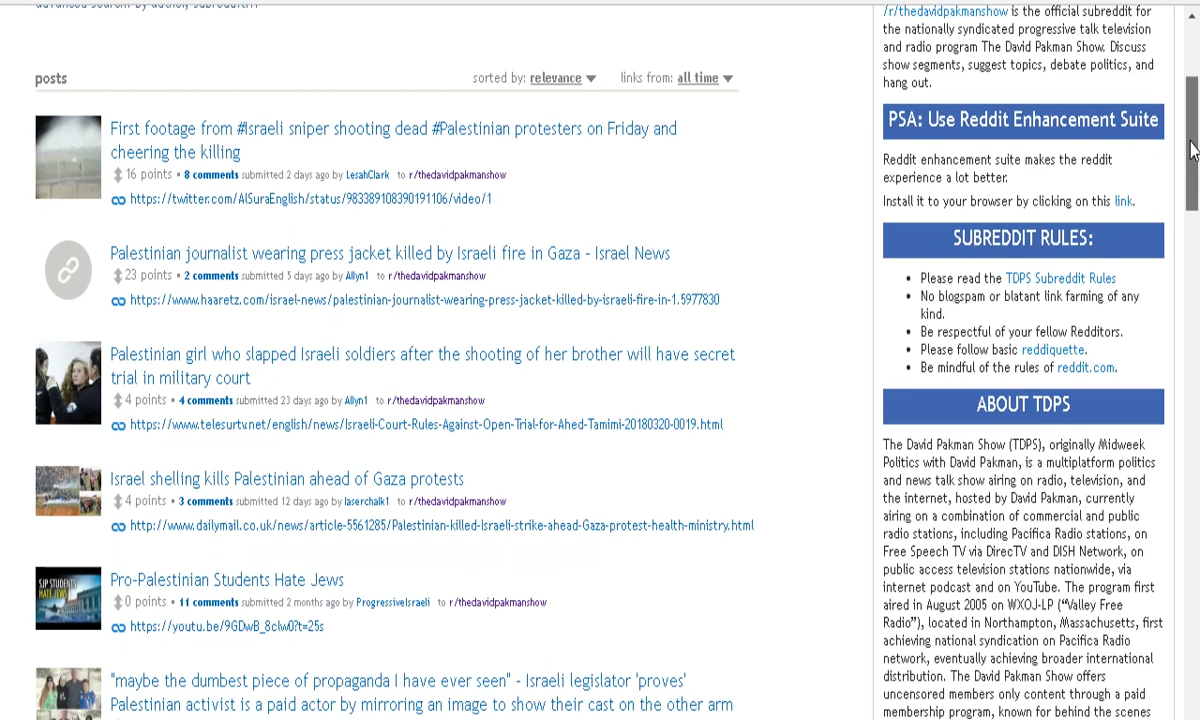 posts
sorted by: relevance links from: all time
First footage from #Israeli sniper shooting dead #Palestinian protesters on Friday and
cheering the killing
16 points • 8 comments submitted 2 days ago by LesahClark to r/thedavidpakmanshow
https://twitter.com/AlSuraEnglish/status/983389108390191106/video/1
Palestinian journalist wearing press jacket killed by Israeli fire in Gaza - Israel News
23 points • 2 comments submitted 5 days ago by Allyn1 to r/thedavidpakmanshow
https://www.haaretz.com/israel-news/palestinian-journalist-wearing-press-jacket-killed-by-israeli-fire-in-1.5977830
Palestinian girl who slapped Israeli soldiers after the shooting of her brother will have secret
trial in military court
4 points • 4 comments submitted 23 days ago by Allyn1 to r/thedavidpakmanshow
https://www.telesurtv.net/english/news/Israeli-Court-Rules-Against-Open-Trial-for-Ahed-Tamimi-20180320-0019.html
Israel shelling kills Palestinian ahead of Gaza protests
4 points • 3 comments submitted 12 days ago by laserchalk1 to r/thedavidpakmanshow
http://www.dailymail.co.uk/news/article-5561285/Palestinian-killed-Israeli-strike-ahead-Gaza-protest-health-ministry.html
SJP STUDENTS
HATE JEWS
Pro-Palestinian Students Hate Jews
0 points • 11 comments submitted 2 months ago by ProgressiveIsraeli to r/thedavidpakmanshow
https://youtu.be/9GDwB_8clw0?t=25s
"maybe the dumbest piece of propaganda I have ever seen" - Israeli legislator 'proves'
Palestinian activist is a paid actor by mirroring an image to show their cast on the other arm
/r/thedavidpakmanshow is the official subreddit for
the nationally syndicated progressive talk television
and radio program The David Pakman Show. Discuss
show segments, suggest topics, debate politics, and
hang out.
PSA: Use Reddit Enhancement Suite
Reddit enhancement suite makes the reddit
experience a lot better.
Install it to your browser by clicking on this link.
SUBREDDIT RULES:
• Please read the TDPS Subreddit Rules
• No blogspam or blatant link farming of any
kind.
• Be respectful of your fellow Redditors.
• Please follow basic reddiquette.
• Be mindful of the rules of reddit.com.
ABOUT TDPS
The David Pakman Show (TDPS), originally Midweek
Politics with David Pakman, is a multiplatform politics
and news talk show airing on radio, television, and
the internet, hosted by David Pakman, currently
airing on a combination of commercial and public
radio stations, including Pacifica Radio stations, on
Free Speech TV via DirecTV and DISH Network, on
public access television stations nationwide, via
internet podcast and on YouTube. The program first
aired in August 2005 on WXOJ-LP (“Valley Free
Radio”), located in Northampton, Massachusetts, first
achieving national syndication on Pacifica Radio
network, eventually achieving broader international
distribution. The David Pakman Show offers
uncensored members only content through a paid
membership program, known for behind the scenes